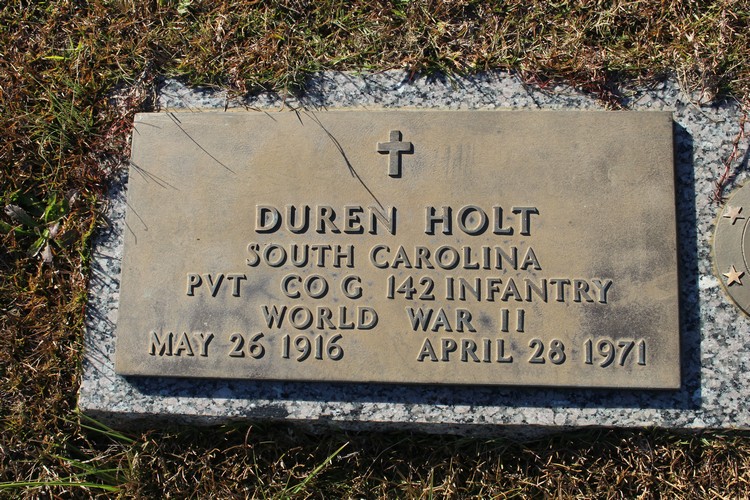 DUREN HOLT
SOUTH CAROLINA
PVT CO G 142 INFANTRY
WORLD WAR II
MAY 26 1916 APRIL 28 1971